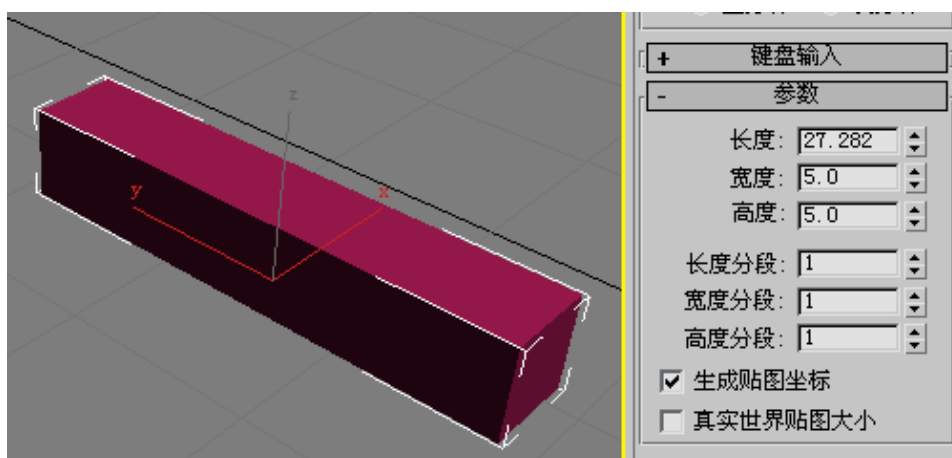 z
x
y
+ 键盘输入
- 参数
长度: 27.282
宽度: 5.0
高度: 5.0
长度分段: 1
宽度分段: 1
高度分段: 1
生成贴图坐标
真实世界贴图大小